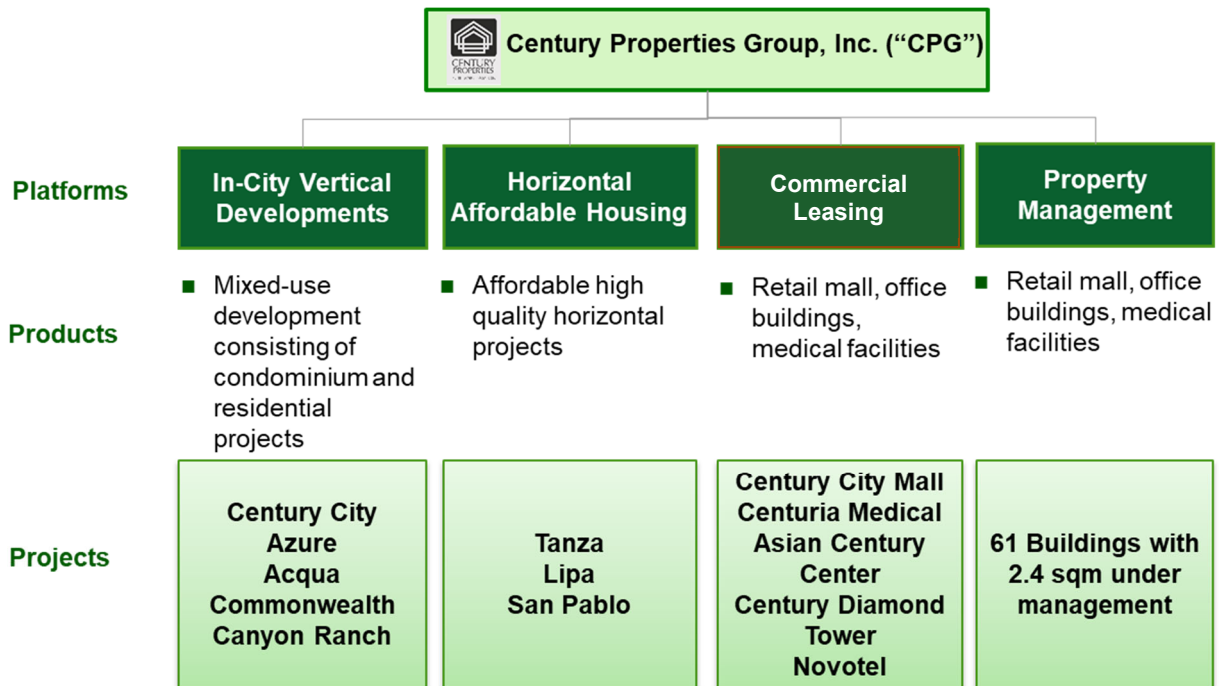 Century Properties Group, Inc. (“CPG”)
CENTURY
PROPERTIES
Platforms
In-City Vertical
Developments
Horizontal
Affordable Housing
Commercial
Leasing
Property
Management
Products
Mixed-use
development
consisting of
condominium and
residential
projects
Affordable high
quality horizontal
projects
Retail mall, office
buildings,
medical facilities
Retail mall, office
buildings, medical
facilities
Projects
Century City
Azure
Acqua
Commonwealth
Canyon Ranch
Tanza
Lipa
San Pablo
Century City Mall
Centuria Medical
Asian Century
Center
Century Diamond
Tower
Novotel
61 Buildings with
2.4 sqm under
management